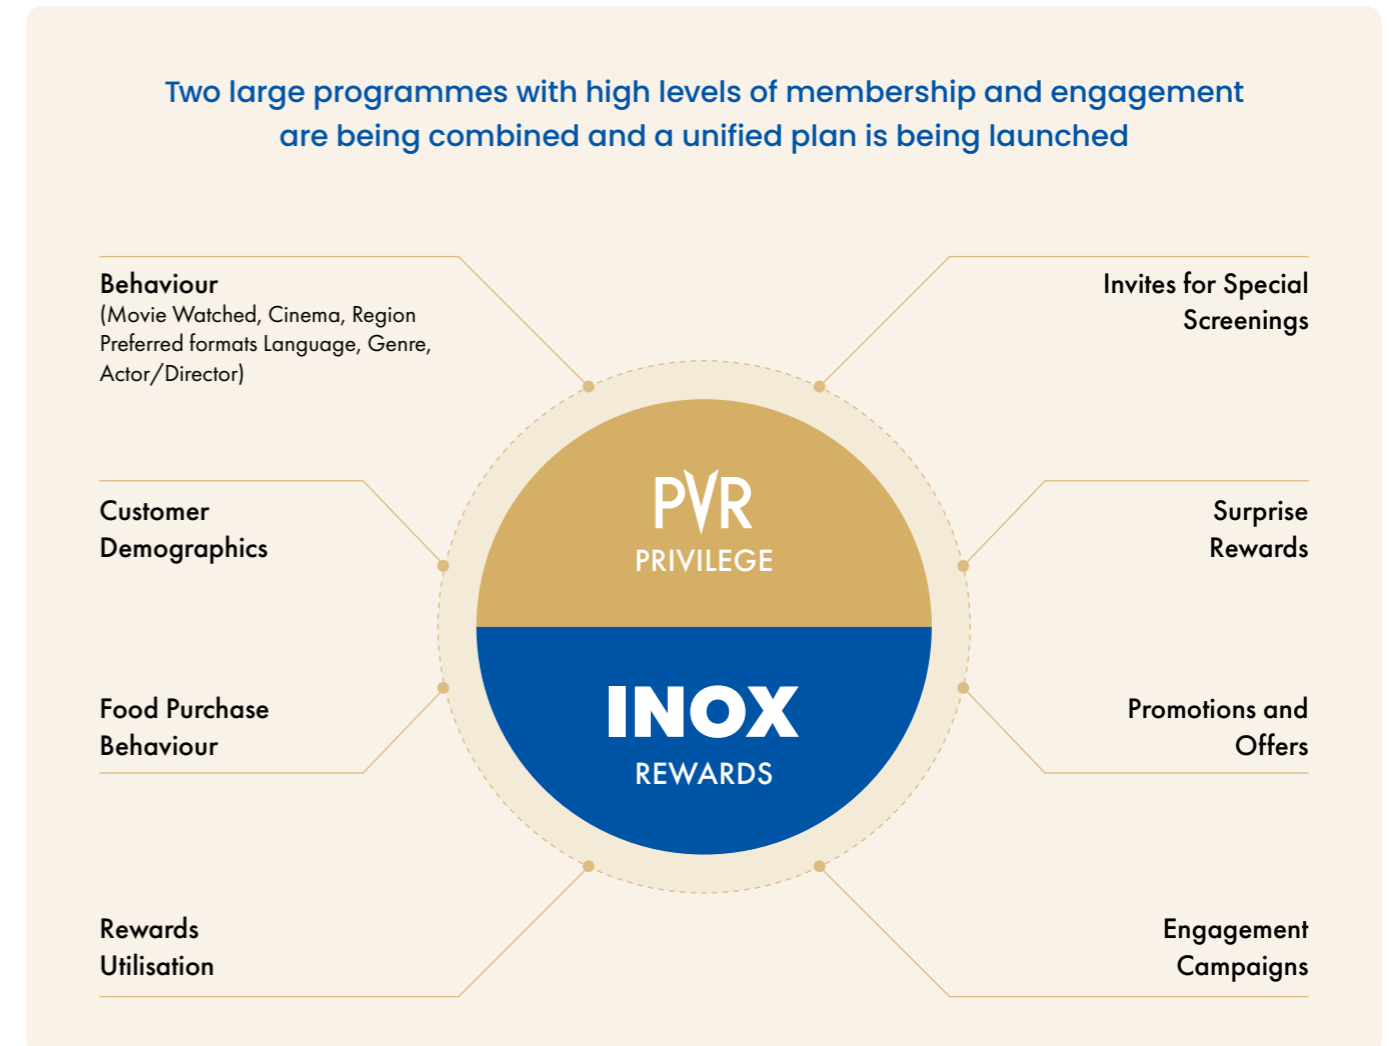 Two large programmes with high levels of membership and engagement
are being combined and a unified plan is being launched
Behaviour
(Movie Watched, Cinema, Region
Preferred formats Language, Genre,
Actor/Director)
Customer
Demographics
Food Purchase
Behaviour
Rewards
Utilisation
PVR
PRIVILEGE
INOX
REWARDS
Invites for Special
Screenings
Surprise
Rewards
Promotions and
Offers
Engagement
Campaigns